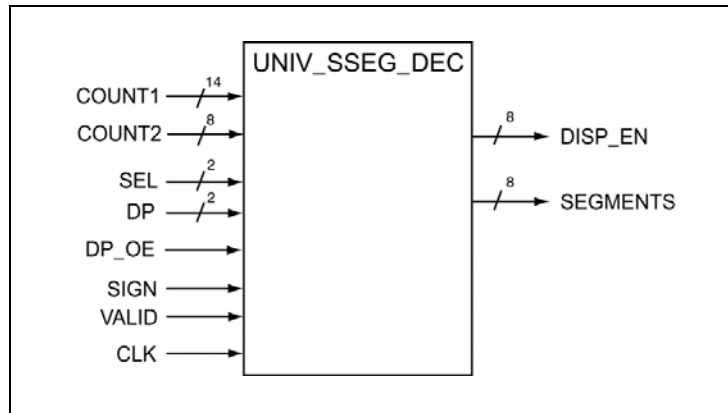 UNIV_SSEG_DEC
COUNT1 14
COUNT2 8
SEL 2
DP 2
DP_OE
SIGN
VALID
CLK
8 DISP_EN
8 SEGMENTS